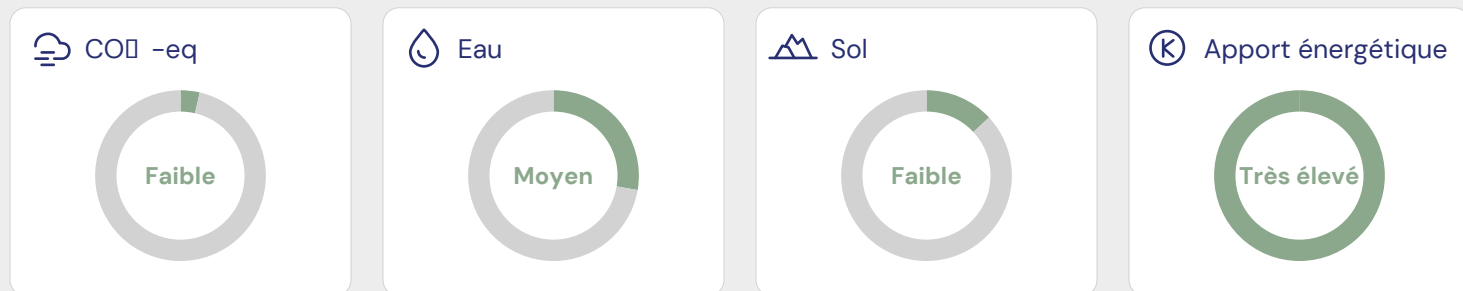 CO▯ -eq
Eau
Sol
Apport énergétique
Faible
Moyen
Faible
Très élevé